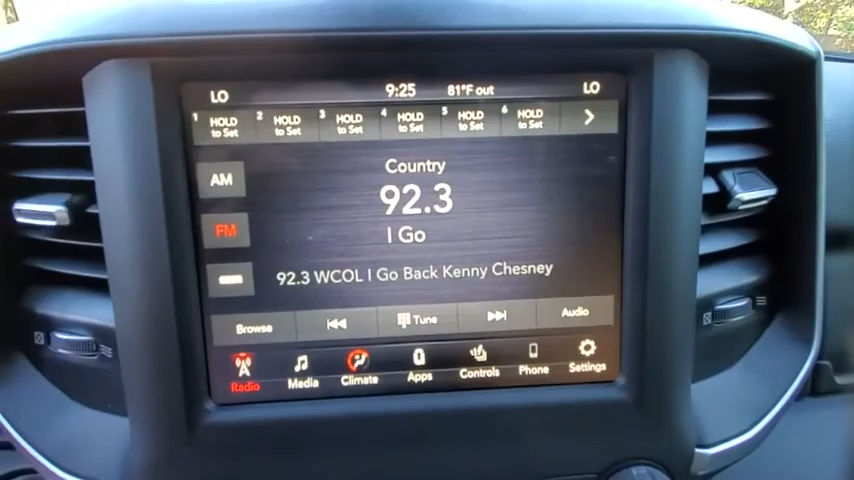 LO 9:25 81°F out LO
1 HOLD to Set 2 HOLD to Set 3 HOLD to Set 4 HOLD to Set 5 HOLD to Set 6 HOLD to Set
Country
AM
92.3
FM
I Go
92.3 WCOL I Go Back Kenny Chesney
Browse Tune Audio
Radio Media Climate Apps Controls Phone Settings